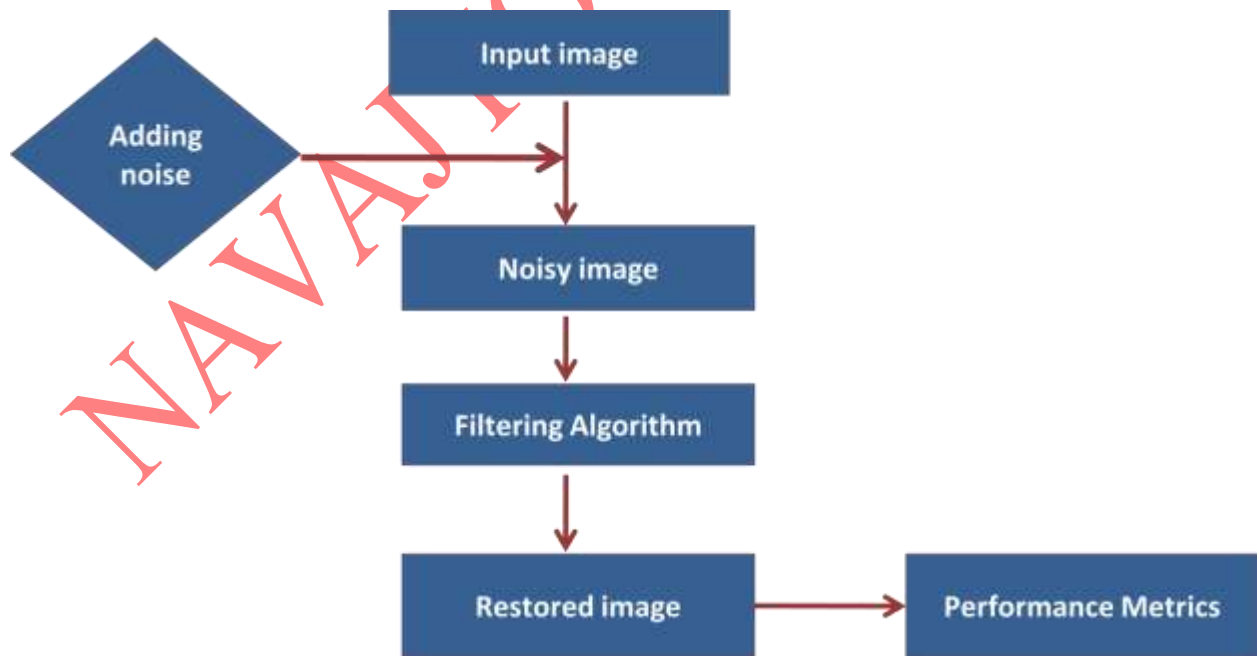 Input image
Adding
noise
Noisy image
Filtering Algorithm
Restored image
Performance Metrics